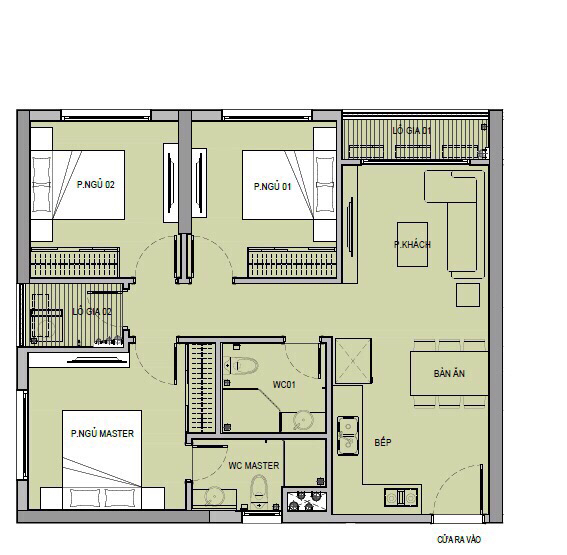 LÔ GIA 01
P.NGỦ 02
P.NGỦ 01
P.KHÁCH
LÔ GIA 02
BÀN ĂN
WC01
P.NGỦ MASTER
BẾP
WC MASTER
CỬA RA VÀO